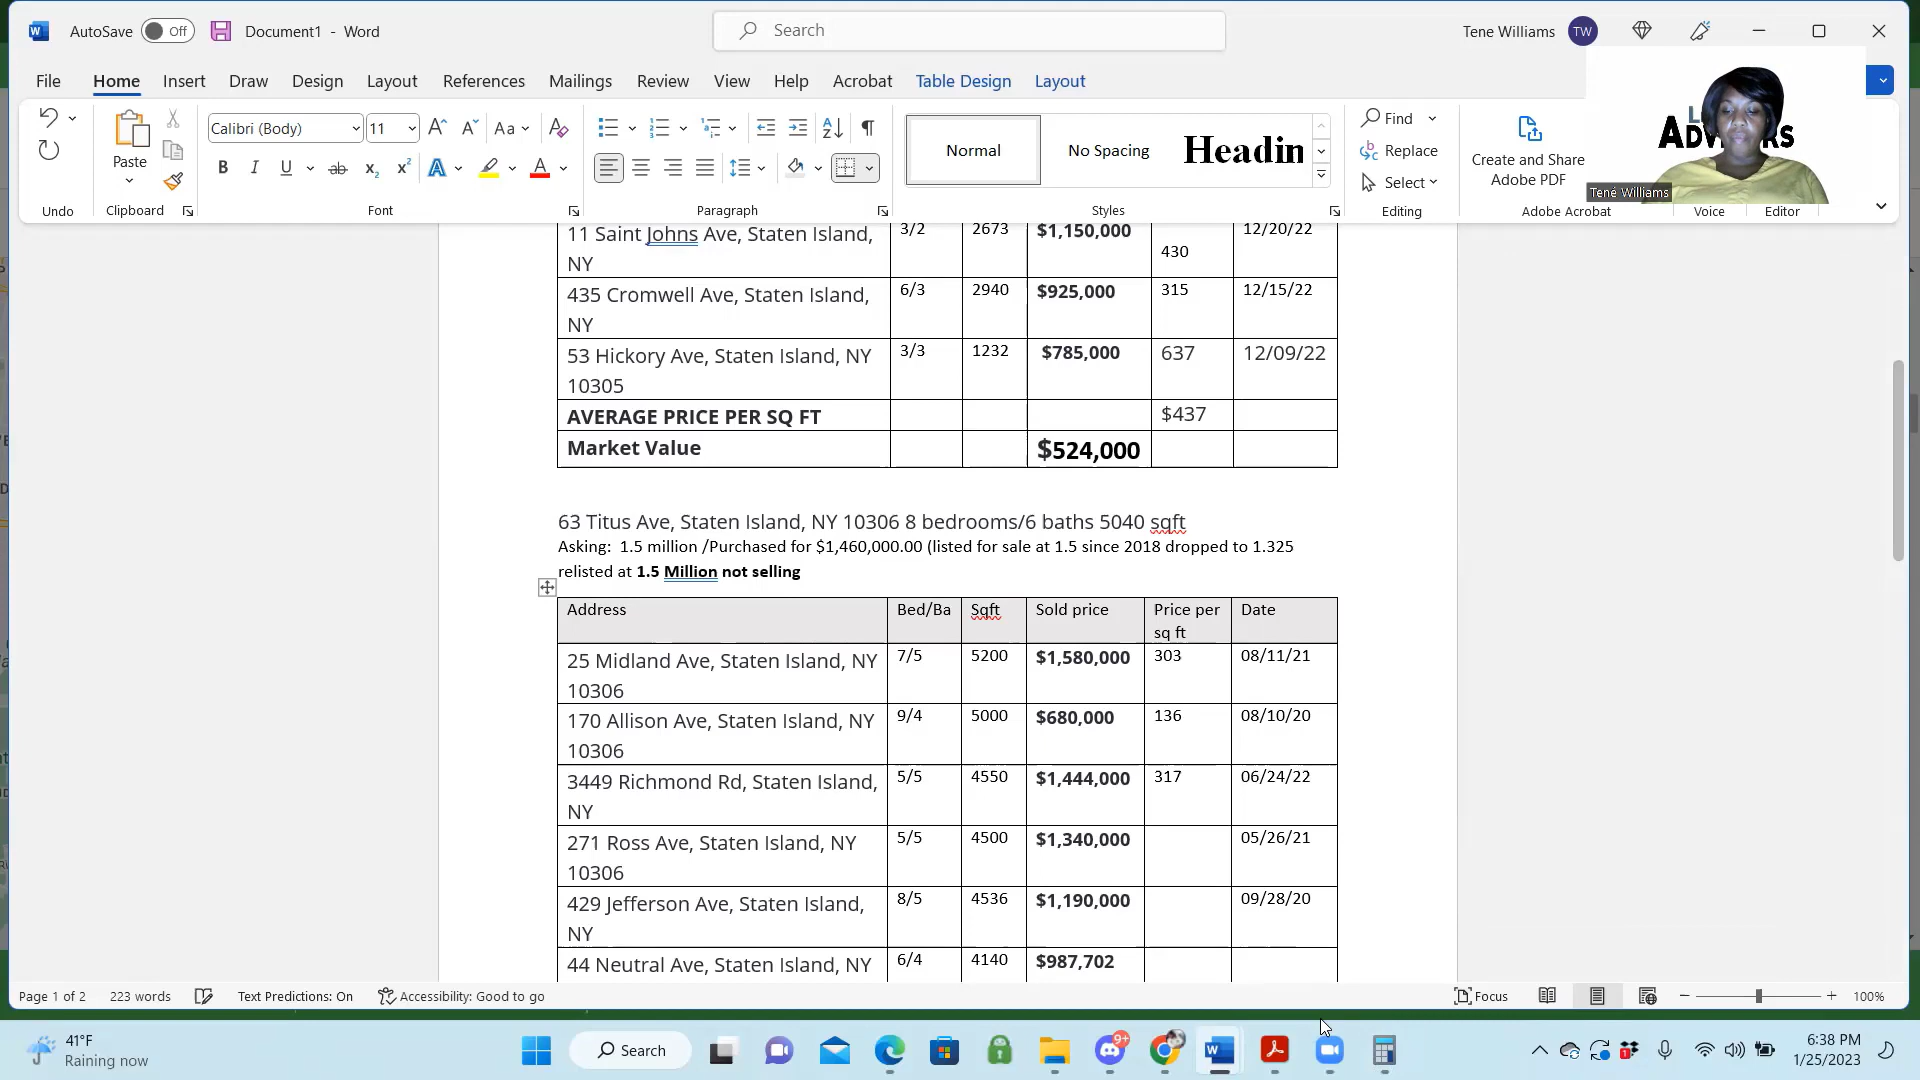 AutoSave Off Document1 - Word Search Tene Williams TW
File Home Insert Draw Design Layout References Mailings Review View Help Acrobat Table Design Layout
Paste
Calibri (Body) 11
Normal No Spacing Headin
Find
Replace
Select
Create and Share
Adobe PDF
ADV RS
Tené Williams
Undo Clipboard Font Paragraph Styles Editing Adobe Acrobat Voice Editor
11 Saint Johns Ave, Staten Island,
NY 3/2 2673 $1,150,000 430 12/20/22
435 Cromwell Ave, Staten Island,
NY 6/3 2940 $925,000 315 12/15/22
53 Hickory Ave, Staten Island, NY
10305 3/3 1232 $785,000 637 12/09/22
AVERAGE PRICE PER SQ FT $437
Market Value $524,000
63 Titus Ave, Staten Island, NY 10306 8 bedrooms/6 baths 5040 sqft
Asking: 1.5 million /Purchased for $1,460,000.00 (listed for sale at 1.5 since 2018 dropped to 1.325
relisted at 1.5 Million not selling
Address Bed/Ba Sqft Sold price Price per
sq ft Date
25 Midland Ave, Staten Island, NY
10306 7/5 5200 $1,580,000 303 08/11/21
170 Allison Ave, Staten Island, NY
10306 9/4 5000 $680,000 136 08/10/20
3449 Richmond Rd, Staten Island,
NY 5/5 4550 $1,444,000 317 06/24/22
271 Ross Ave, Staten Island, NY
10306 5/5 4500 $1,340,000 05/26/21
429 Jefferson Ave, Staten Island,
NY 8/5 4536 $1,190,000 09/28/20
44 Neutral Ave, Staten Island, NY 6/4 4140 $987,702
Page 1 of 2 223 words Text Predictions: On Accessibility: Good to go Focus 100%
41°F
Raining now
Search
9+
6:38 PM
1/25/2023